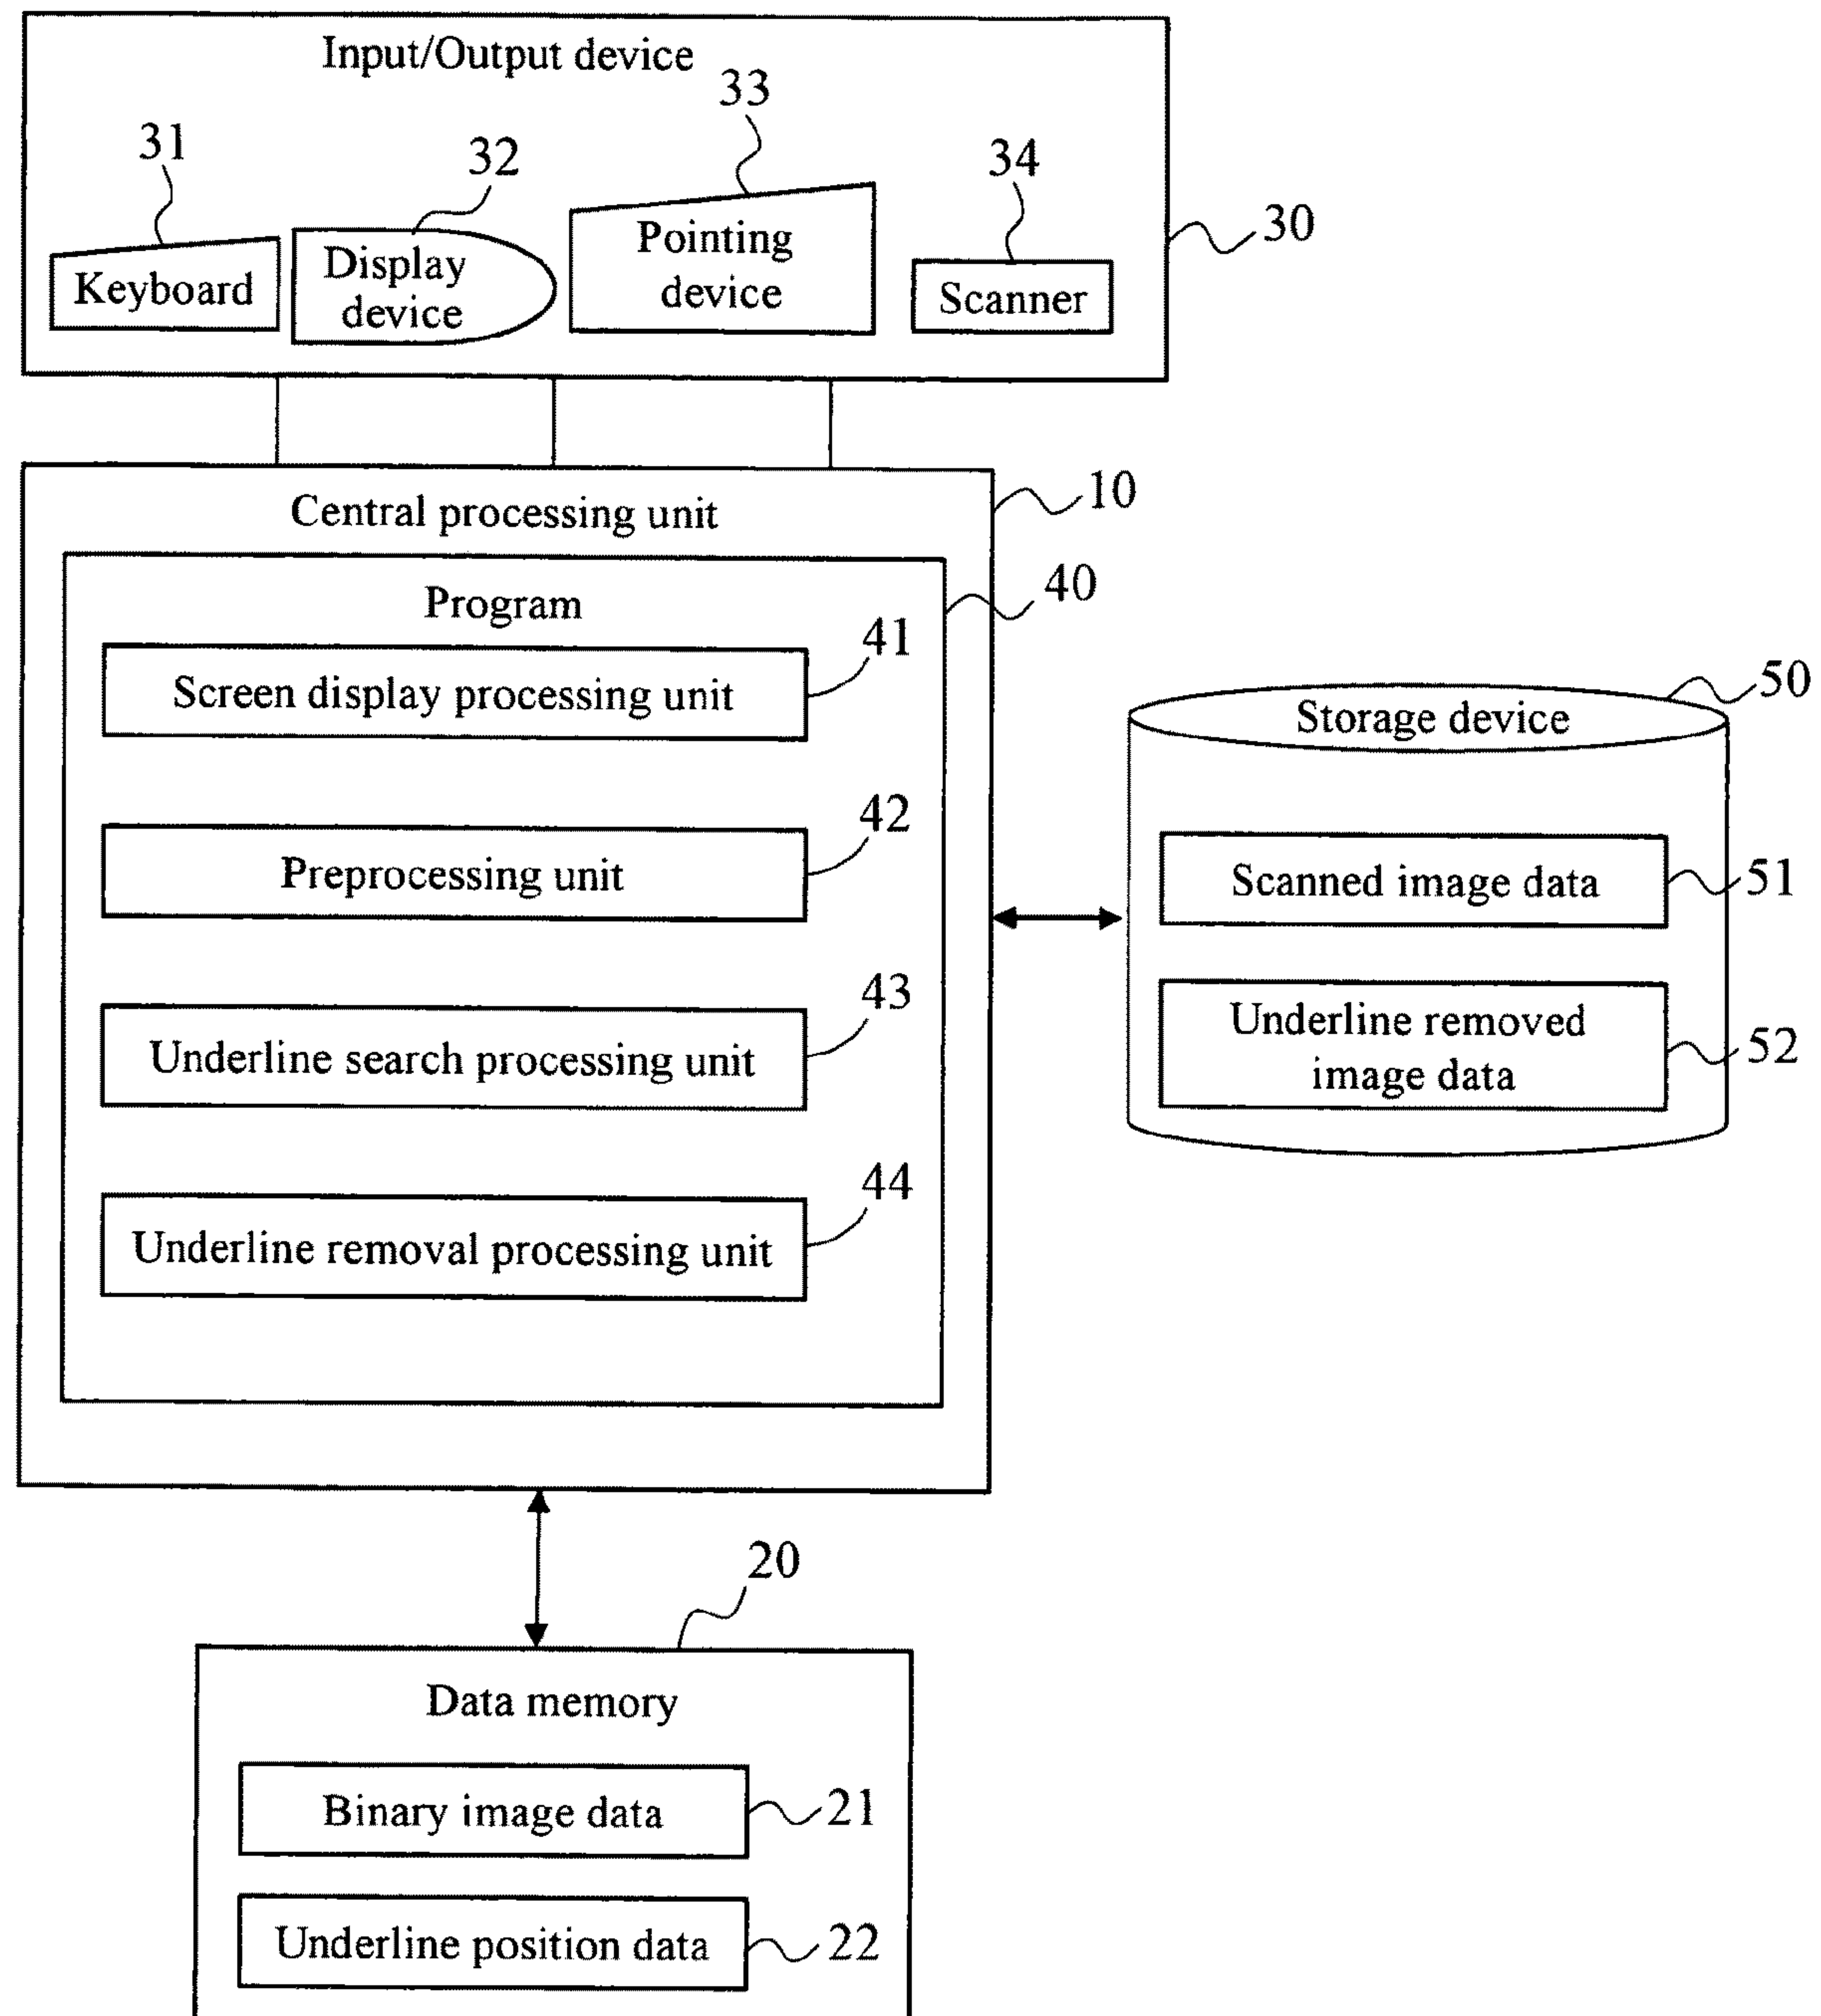 Input/Output device
33
31
32
34
30
Keyboard
Display
device
Pointing
device
Scanner
Central processing unit
10
Program
40
41
Screen display processing unit
42
Preprocessing unit
43
Underline search processing unit
44
Underline removal processing unit
50
Storage device
Scanned image data
51
Underline removed
image data
52
20
Data memory
Binary image data
21
Underline position data
22